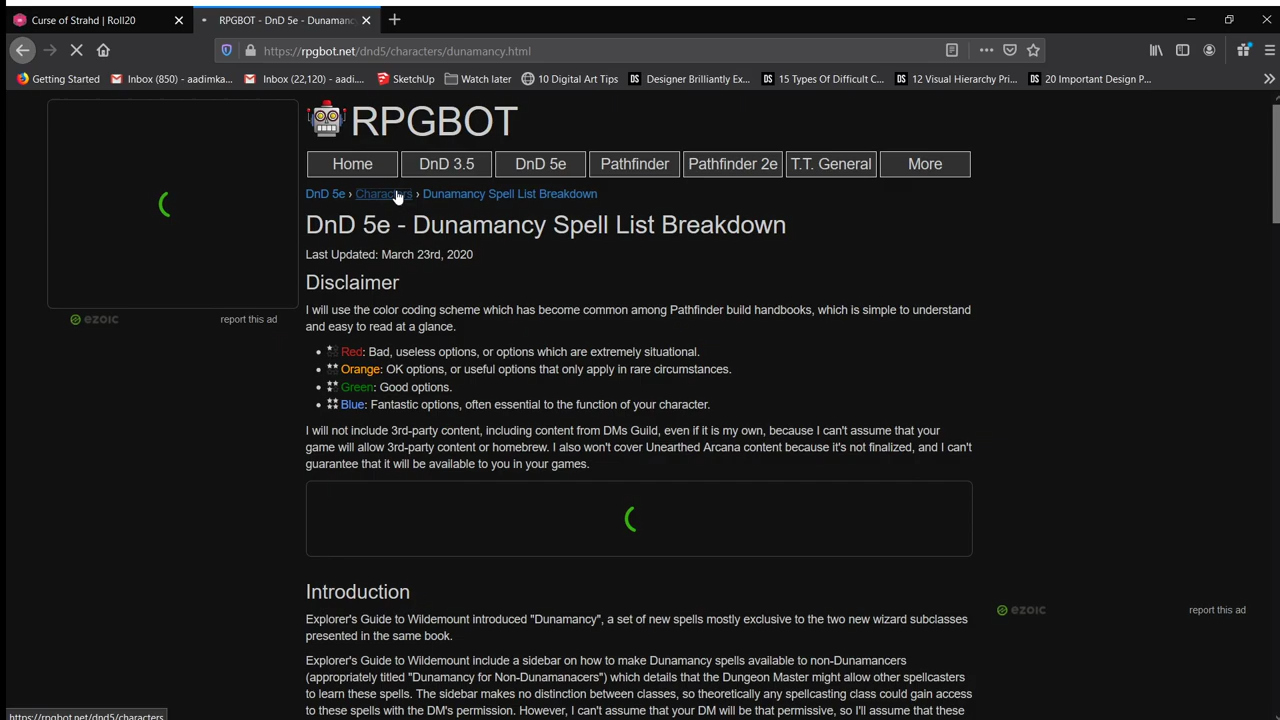 Curse of Strahd | Roll20
RPGBOT - DnD 5e - Dunamanc
https://rpgbot.net/dnd5/characters/dunamancy.html
Getting Started
Inbox (850) - aadimka...
Inbox (22,120) - aadi....
SketchUp
Watch later
10 Digital Art Tips
DS Designer Brilliantly Ex...
DS 15 Types Of Difficult C...
DS 12 Visual Hierarchy Pri...
DS 20 Important Design P...
RPGBOT
Home
DnD 3.5
DnD 5e
Pathfinder
Pathfinder 2e
T.T. General
More
DnD 5e › Characters › Dunamancy Spell List Breakdown
DnD 5e - Dunamancy Spell List Breakdown
Last Updated: March 23rd, 2020
Disclaimer
I will use the color coding scheme which has become common among Pathfinder build handbooks, which is simple to understand
and easy to read at a glance.
Red: Bad, useless options, or options which are extremely situational.
Orange: OK options, or useful options that only apply in rare circumstances.
Green: Good options.
Blue: Fantastic options, often essential to the function of your character.
I will not include 3rd-party content, including content from DMs Guild, even if it is my own, because I can't assume that your
game will allow 3rd-party content or homebrew. I also won't cover Unearthed Arcana content because it's not finalized, and I can't
guarantee that it will be available to you in your games.
ezoic
report this ad
Introduction
Explorer's Guide to Wildemount introduced "Dunamancy", a set of new spells mostly exclusive to the two new wizard subclasses
presented in the same book.
Explorer's Guide to Wildemount include a sidebar on how to make Dunamancy spells available to non-Dunamancers
(appropriately titled "Dunamancy for Non-Dunamanacers") which details that the Dungeon Master might allow other spellcasters
to learn these spells. The sidebar makes no distinction between classes, so theoretically any spellcasting class could gain access
to these spells with the DM's permission. However, I can't assume that your DM will be that permissive, so I'll assume that these
ezoic
report this ad
https://rpgbot.net/dnd5/characters